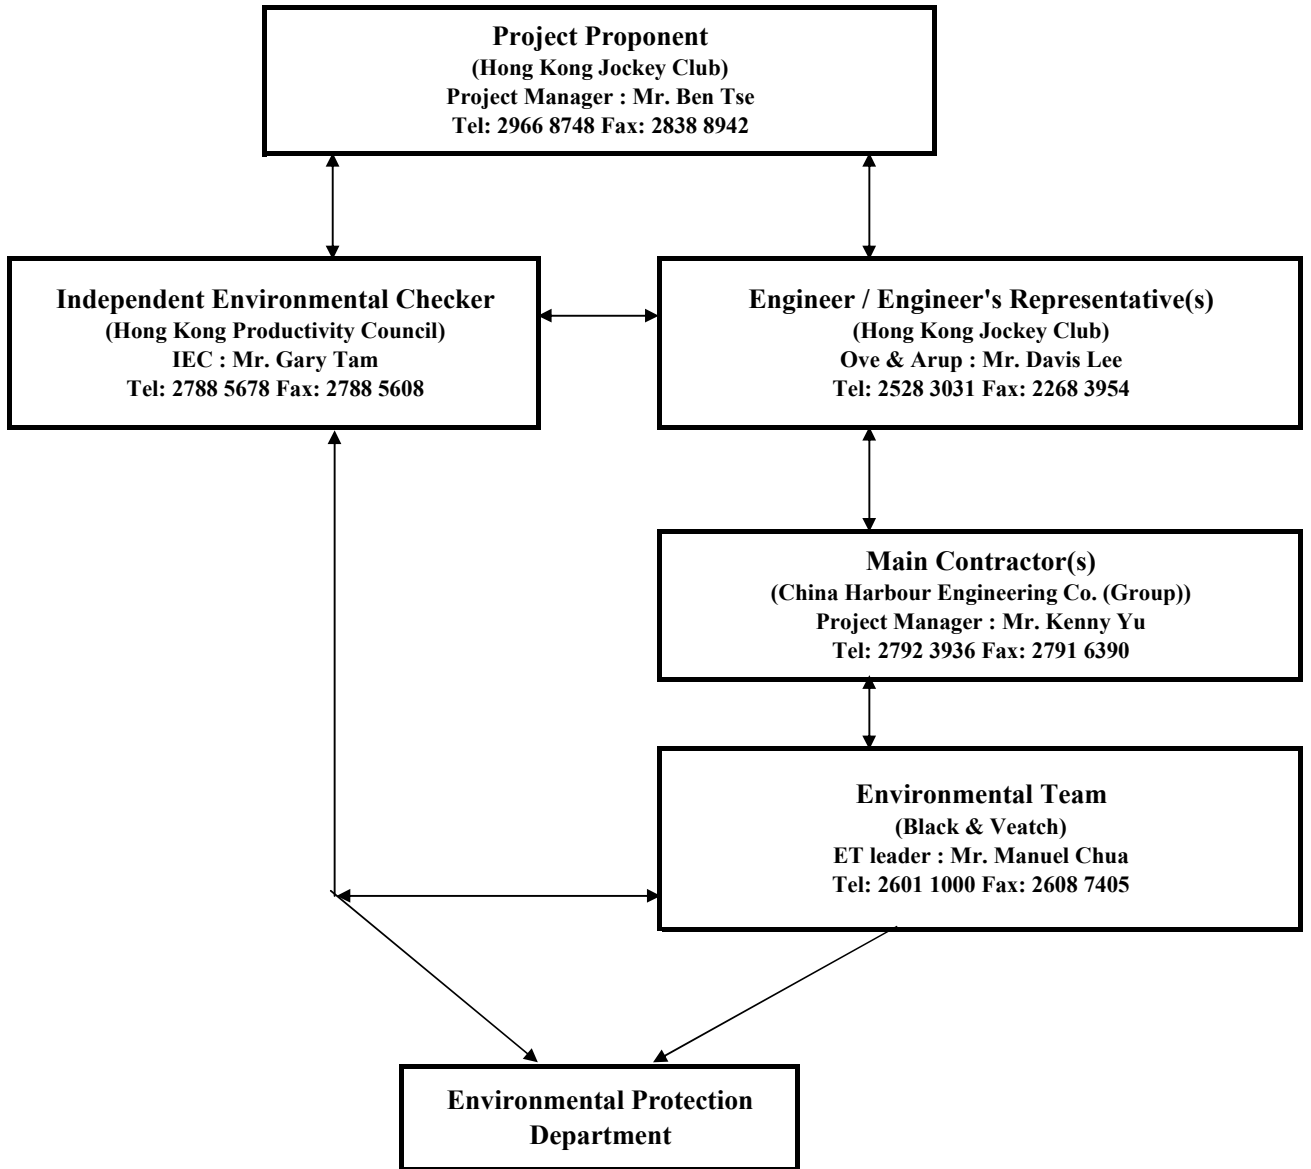 Project Proponent
(Hong Kong Jockey Club)
Project Manager : Mr. Ben Tse
Tel: 2966 8748 Fax: 2838 8942
Independent Environmental Checker
(Hong Kong Productivity Council)
IEC : Mr. Gary Tam
Tel: 2788 5678 Fax: 2788 5608
Engineer / Engineer's Representative(s)
(Hong Kong Jockey Club)
Ove & Arup : Mr. Davis Lee
Tel: 2528 3031 Fax: 2268 3954
Main Contractor(s)
(China Harbour Engineering Co. (Group))
Project Manager : Mr. Kenny Yu
Tel: 2792 3936 Fax: 2791 6390
Environmental Team
(Black & Veatch)
ET leader : Mr. Manuel Chua
Tel: 2601 1000 Fax: 2608 7405
Environmental Protection
Department